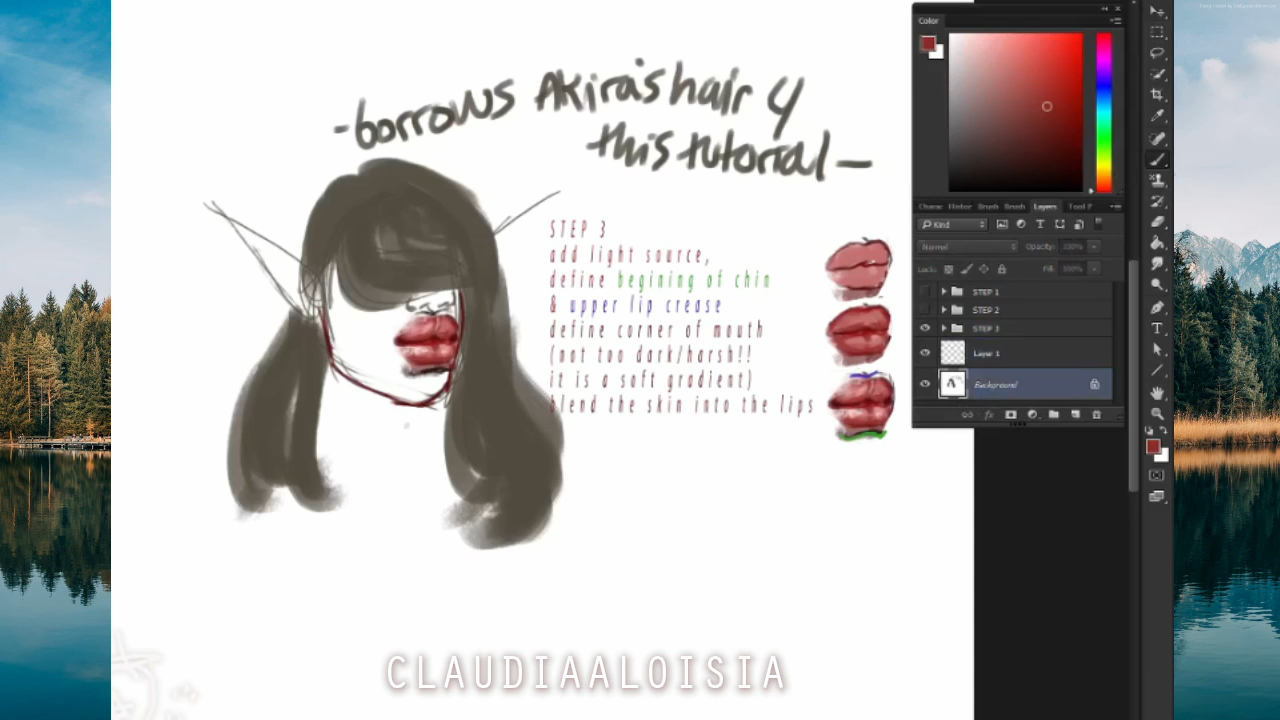 -borrows Akira's hair 4
this tutorial-
STEP 3
add light source,
define begining of chin
& upper lip crease
define corner of mouth
(not too dark/harsh!!
it is a soft gradient)
blend the skin into the lips
CLAUDIAALOISIA
Color
Layers
Kind
Normal
Opacity:
Fill:
STEP 1
STEP 2
STEP 3
Layer 1
Background